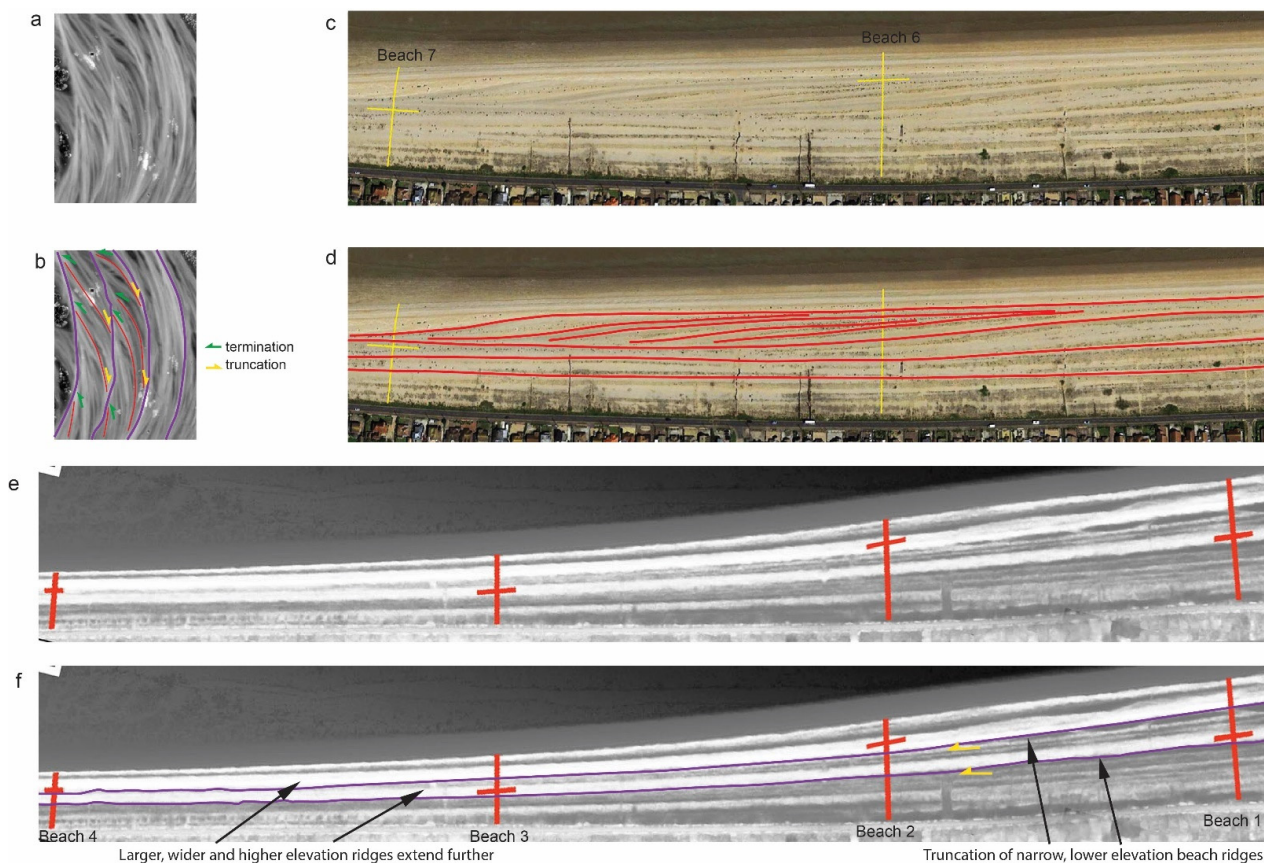 a
c
Beach 7
Beach 6
b
d
termination
truncation
e
f
Beach 4
Beach 3
Beach 2
Beach 1
Larger, wider and higher elevation ridges extend further
Truncation of narrow, lower elevation beach ridges